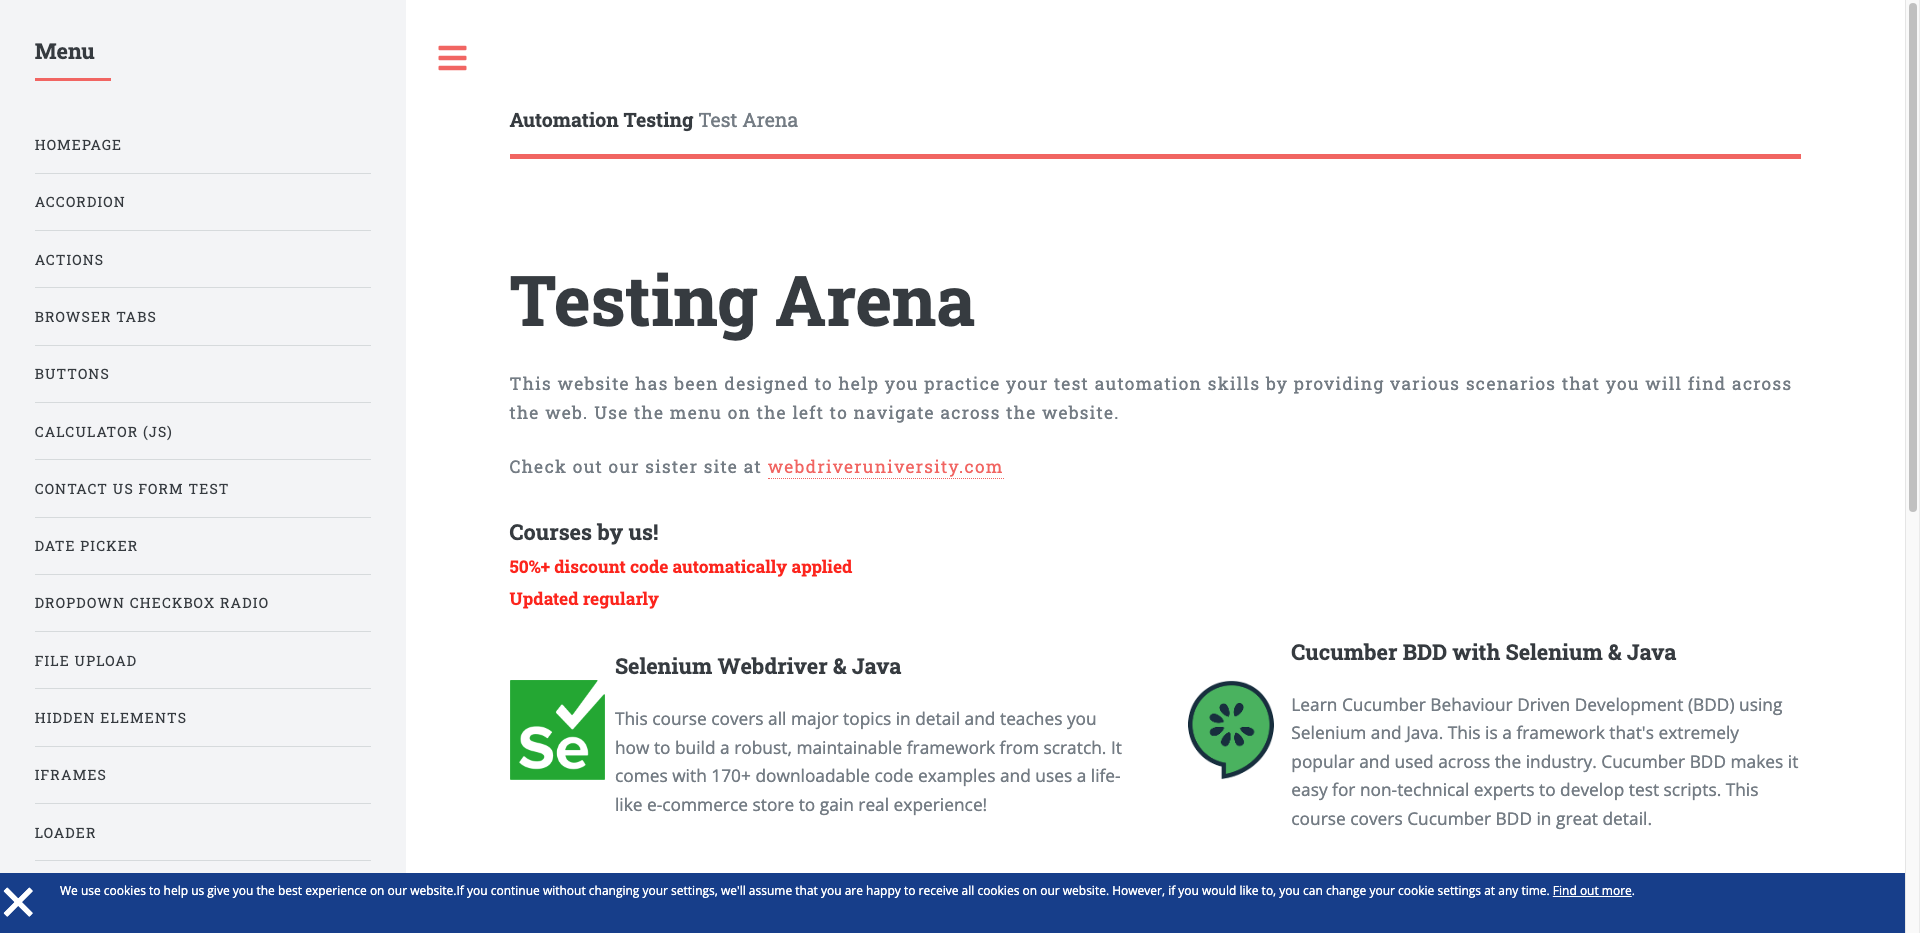 Menu
HOMEPAGE
ACCORDION
ACTIONS
BROWSER TABS
BUTTONS
CALCULATOR (JS)
CONTACT US FORM TEST
DATE PICKER
DROPDOWN CHECKBOX RADIO
FILE UPLOAD
HIDDEN ELEMENTS
IFRAMES
LOADER
Automation Testing Test Arena
Testing Arena
This website has been designed to help you practice your test automation skills by providing various scenarios that you will find across
the web. Use the menu on the left to navigate across the website.
Check out our sister site at webdriveruniversity.com
Courses by us!
50%+ discount code automatically applied
Updated regularly
Se
Selenium Webdriver & Java
This course covers all major topics in detail and teaches you
how to build a robust, maintainable framework from scratch. It
comes with 170+ downloadable code examples and uses a life-
like e-commerce store to gain real experience!
Cucumber BDD with Selenium & Java
Learn Cucumber Behaviour Driven Development (BDD) using
Selenium and Java. This is a framework that's extremely
popular and used across the industry. Cucumber BDD makes it
easy for non-technical experts to develop test scripts. This
course covers Cucumber BDD in great detail.
We use cookies to help us give you the best experience on our website.If you continue without changing your settings, we'll assume that you are happy to receive all cookies on our website. However, if you would like to, you can change your cookie settings at any time. Find out more.